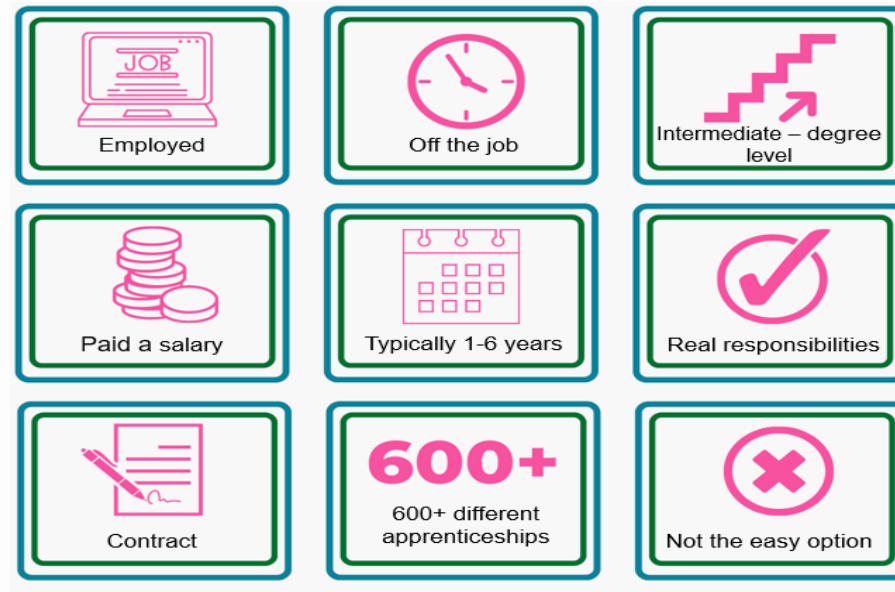 JOB
Employed
Off the job
Intermediate – degree
level
Paid a salary
Typically 1-6 years
Real responsibilities
Contract
600+
600+ different
apprenticeships
Not the easy option